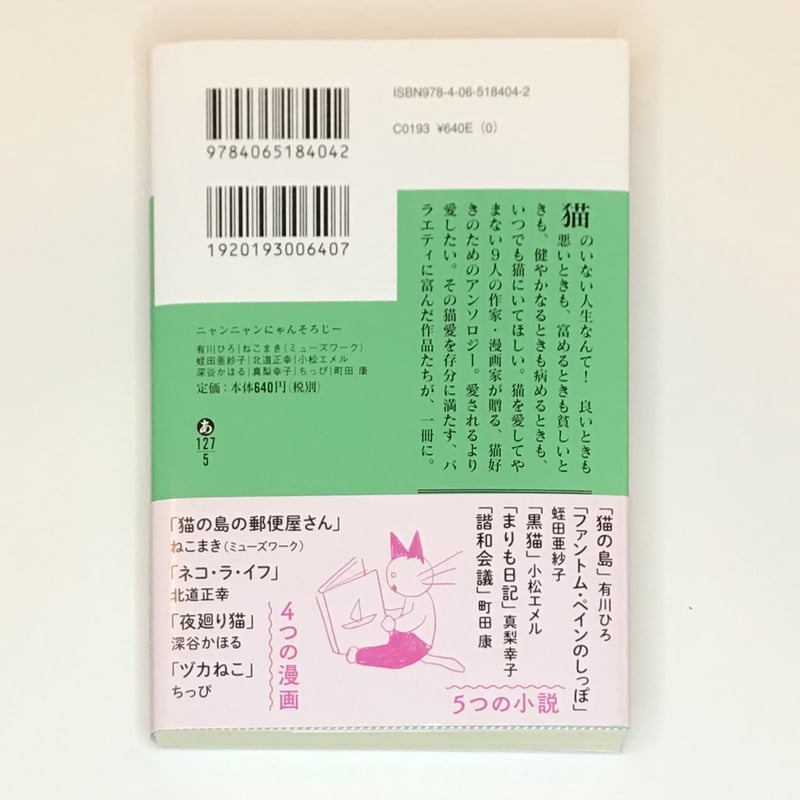 9784065184042
ISBN978-4-06-518404-2
C0193 ¥640E (0)
1920193006407
猫のいない人生なんて! 良いときも
悪いときも、富めるときも貧しいと
きも、健やかなるときも病めるときも、
いつでも猫にいてほしい。猫を愛してや
まない9人の作家・漫画家が贈る、猫好
きのためのアンソロジー。愛されるより
愛したい。その猫愛を存分に満たす、バ
ラエティに富んだ作品たちが、一冊に。
ニャンニャンにゃんそろじー
有川ひろ|ねこまき(ミューズワーク)
蛭田亜紗子|北道正幸|小松エメル
深谷かほる|真梨幸子|ちっぴ|町田 康
定価:本体640円(税別)
あ
127
5
「猫の島」有川ひろ
「ファントム・ペインのしっぽ」
蛭田亜紗子
「黒猫」小松エメル
「まりも日記」真梨幸子
「諧和会議」町田 康
5つの小説
「猫の島の郵便屋さん」
ねこまき(ミューズワーク)
「ネコ・ラ・イフ」
北道正幸
「夜廻り猫」
深谷かほる
「ヅカねこ」
ちっぴ
4つの漫画